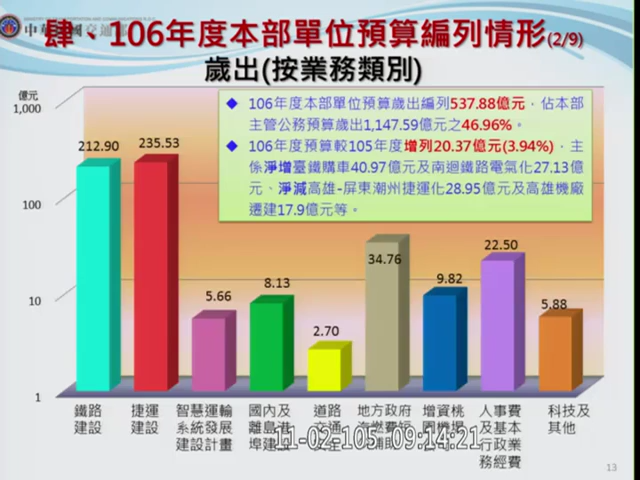 肆、106年度本部單位預算編列情形(2/9)
歲出(按業務類別)
億元
1,000
100
10
1
◆ 106年度本部單位預算歲出編列537.88億元，佔本部
主管公務預算歲出1,147.59億元之46.96%。
◆ 106年度預算較105年度增列20.37億元(3.94%)，主
係淨增臺鐵購車40.97億元及南迴鐵路電氣化27.13億
元、淨減高雄-屏東潮州捷運化28.95億元及高雄機廠
遷建17.9億元等。
212.90
235.53
5.66
8.13
2.70
34.76
9.82
22.50
5.88
鐵路
建設
捷運
建設
智慧運輸
系統發展
建設計畫
國內及
離島港
埠建設
道路
交通
安全
地方政府
汽燃費短
補助
增資桃
園機場
公司
人事費
及基本
行政業
務經費
科技及
其他
11-02-105 09:14:21
13